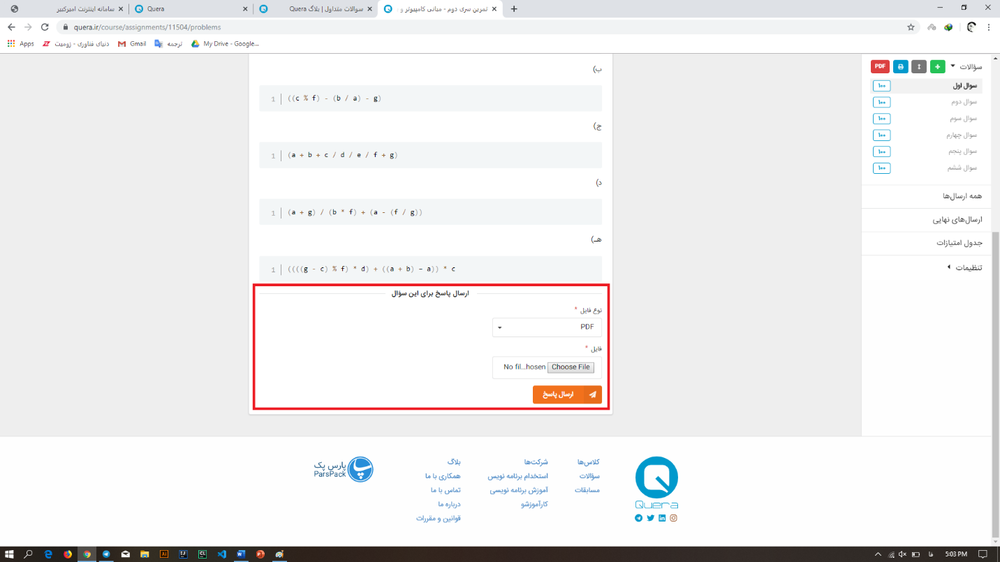 سامانه اینترنت امیرکبیر
Quera
سوالات متداول | بلاگ Quera
تمرین سری دوم - مبانی کامپیوتر و
quera.ir/course/assignments/11504/problems
Apps
دنیای فناوری - زومیت
Gmail
ترجمه
My Drive - Google...
ب)
1 ((c % f) - (b / a) - g)
ج)
1 (a + b + c / d / e / f + g)
د)
1 (a + g) / (b * f) + (a - (f / g))
هـ)
1 ((((g - c) % f) * d) + ((a + b) – a)) * c
ارسال پاسخ برای این سؤال
نوع فایل *
PDF
فایل *
No fil...hosen Choose File
ارسال پاسخ
سؤالات
PDF
سوال اول ۱۰۰
سوال دوم ۱۰۰
سوال سوم ۱۰۰
سوال چهارم ۱۰۰
سوال پنجم ۱۰۰
سوال ششم ۱۰۰
همه ارسال‌ها
ارسال‌های نهایی
جدول امتیازات
تنظیمات
Quera
کلاس‌ها
سؤالات
مسابقات
شرکت‌ها
استخدام برنامه نویس
آموزش برنامه نویسی
کارآموزشو
بلاگ
همکاری با ما
تماس با ما
درباره ما
قوانین و مقررات
پارس پک
ParsPack
فا
5:03 PM